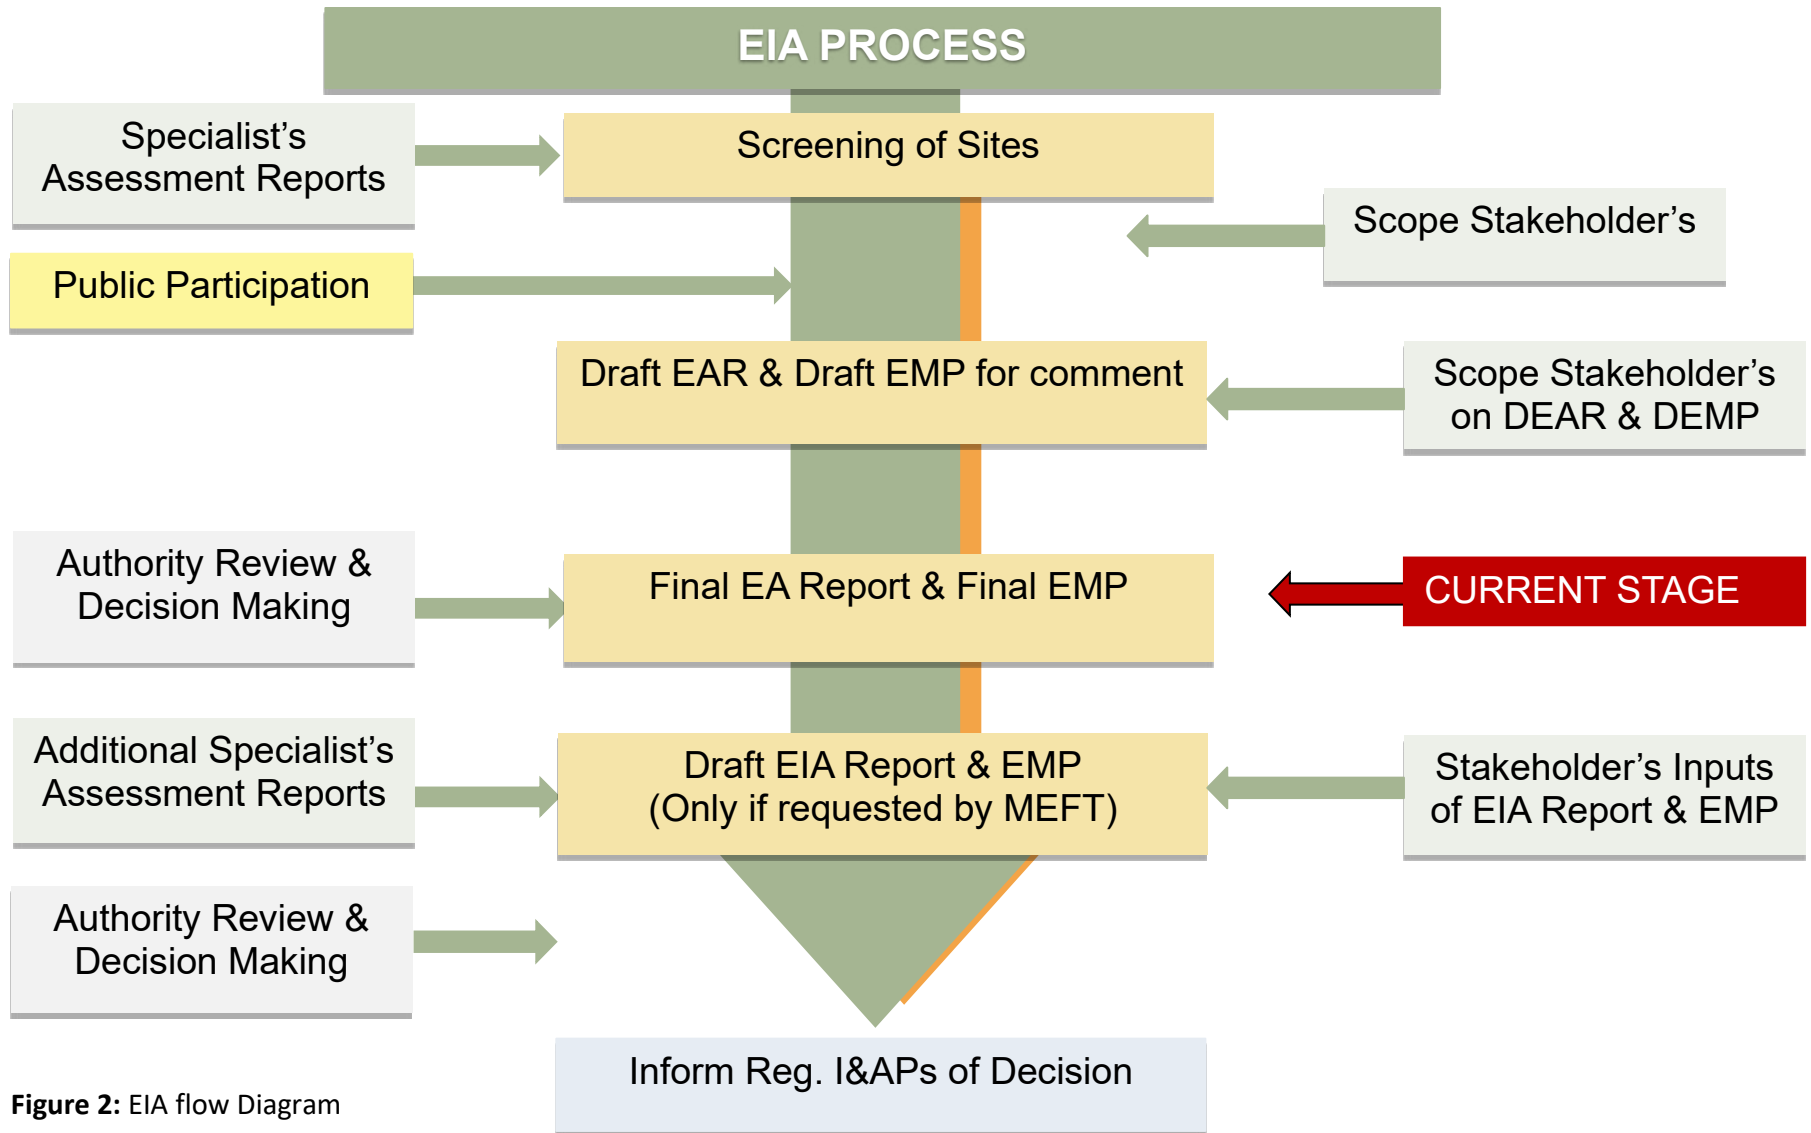 EIA PROCESS
Specialist’s
Assessment Reports
Screening of Sites
Scope Stakeholder’s
Public Participation
Draft EAR & Draft EMP for comment
Scope Stakeholder’s
on DEAR & DEMP
Authority Review &
Decision Making
Final EA Report & Final EMP
CURRENT STAGE
Additional Specialist’s
Assessment Reports
Draft EIA Report & EMP
(Only if requested by MEFT)
Stakeholder’s Inputs
of EIA Report & EMP
Authority Review &
Decision Making
Inform Reg. I&APs of Decision
Figure 2: EIA flow Diagram